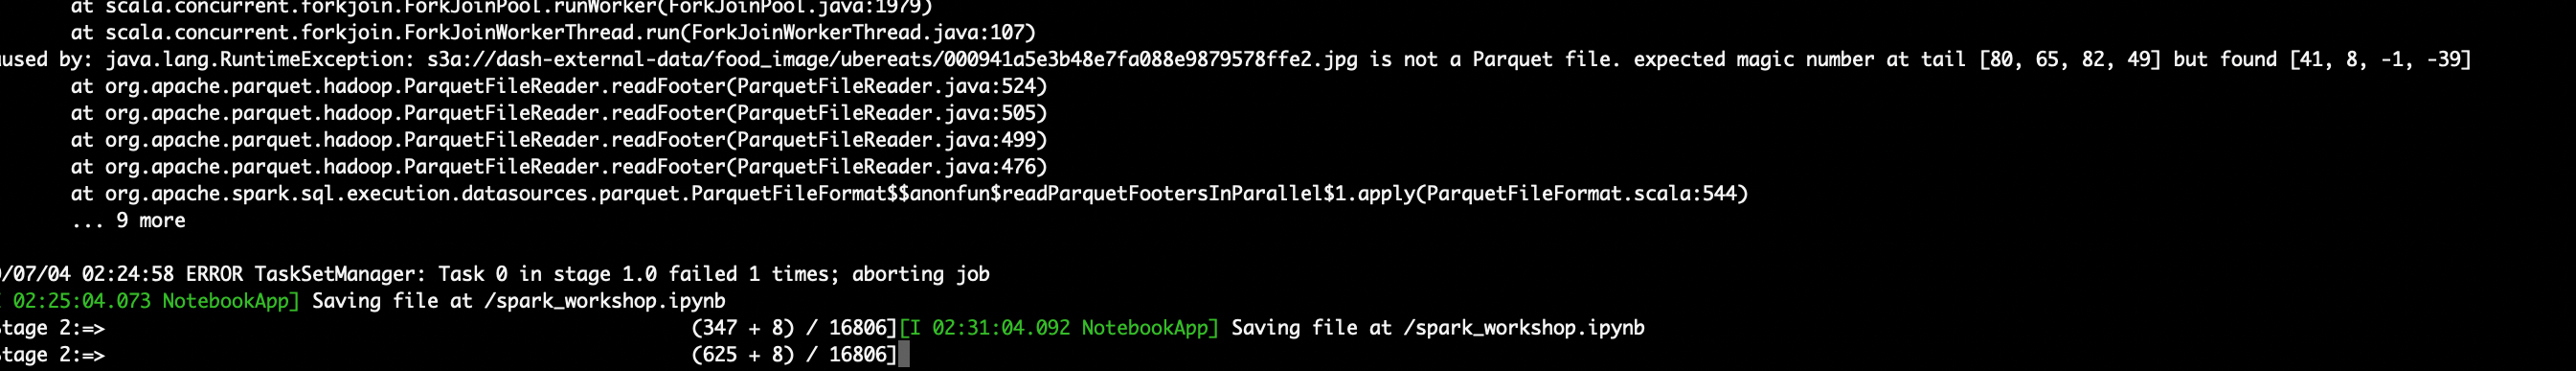 at scala.concurrent.forkjoin.ForkJoinPool.runWorker(ForkJoinPool.java:1979)
at scala.concurrent.forkjoin.ForkJoinWorkerThread.run(ForkJoinWorkerThread.java:107)
used by: java.lang.RuntimeException: s3a://dash-external-data/food_image/ubereats/000941a5e3b48e7fa088e9879578ffe2.jpg is not a Parquet file. expected magic number at tail [80, 65, 82, 49] but found [41, 8, -1, -39]
at org.apache.parquet.hadoop.ParquetFileReader.readFooter(ParquetFileReader.java:524)
at org.apache.parquet.hadoop.ParquetFileReader.readFooter(ParquetFileReader.java:505)
at org.apache.parquet.hadoop.ParquetFileReader.readFooter(ParquetFileReader.java:499)
at org.apache.parquet.hadoop.ParquetFileReader.readFooter(ParquetFileReader.java:476)
at org.apache.spark.sql.execution.datasources.parquet.ParquetFileFormat$$anonfun$readParquetFootersInParallel$1.apply(ParquetFileFormat.scala:544)
... 9 more
/07/04 02:24:58 ERROR TaskSetManager: Task 0 in stage 1.0 failed 1 times; aborting job
02:25:04.073 NotebookApp] Saving file at /spark_workshop.ipynb
tage 2:=> (347 + 8) / 16806][I 02:31:04.092 NotebookApp] Saving file at /spark_workshop.ipynb
tage 2:=> (625 + 8) / 16806]